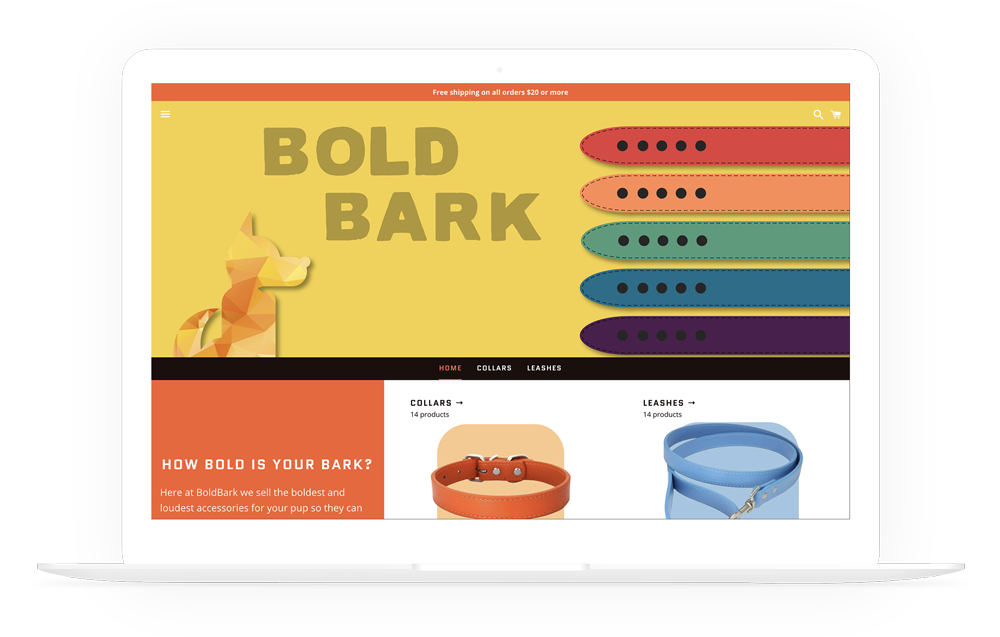 Free shipping on all orders $20 or more
BOLD
BARK
HOME COLLARS LEASHES
COLLARS →
14 products
LEASHES →
14 products
HOW BOLD IS YOUR BARK?
Here at BoldBark we sell the boldest and
loudest accessories for your pup so they can